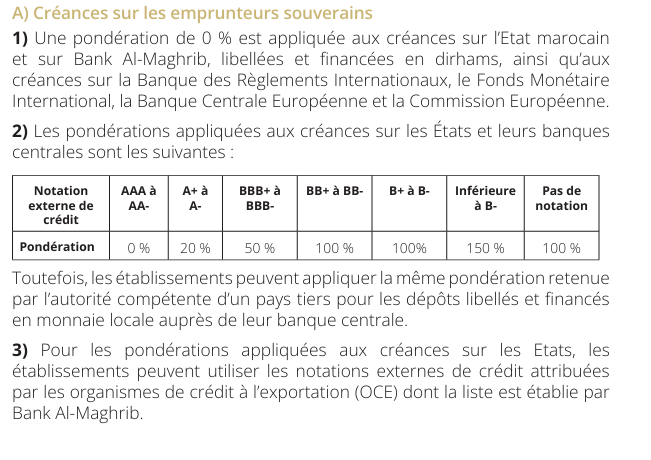 A) Créances sur les emprunteurs souverains
1) Une pondération de 0 % est appliquée aux créances sur l’Etat marocain
et sur Bank Al-Maghrib, libellées et financées en dirhams, ainsi qu’aux
créances sur la Banque des Règlements Internationaux, le Fonds Monétaire
International, la Banque Centrale Européenne et la Commission Européenne.
2) Les pondérations appliquées aux créances sur les États et leurs banques
centrales sont les suivantes :
Notation externe de crédit AAA à AA- A+ à A- BBB+ à BBB- BB+ à BB- B+ à B- Inférieure à B- Pas de notation
Pondération 0 % 20 % 50 % 100 % 100% 150 % 100 %
Toutefois, les établissements peuvent appliquer la même pondération retenue
par l’autorité compétente d’un pays tiers pour les dépôts libellés et financés
en monnaie locale auprès de leur banque centrale.
3) Pour les pondérations appliquées aux créances sur les Etats, les
établissements peuvent utiliser les notations externes de crédit attribuées
par les organismes de crédit à l’exportation (OCE) dont la liste est établie par
Bank Al-Maghrib.